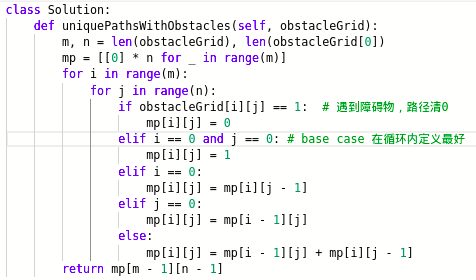 class Solution:
    def uniquePathsWithObstacles(self, obstacleGrid):
        m, n = len(obstacleGrid), len(obstacleGrid[0])
        mp = [[0] * n for _ in range(m)]
        for i in range(m):
            for j in range(n):
                if obstacleGrid[i][j] == 1:  # 遇到障碍物，路径清0
                    mp[i][j] = 0
                elif i == 0 and j == 0: # base case 在循环内定义最好
                    mp[i][j] = 1
                elif i == 0:
                    mp[i][j] = mp[i][j - 1]
                elif j == 0:
                    mp[i][j] = mp[i - 1][j]
                else:
                    mp[i][j] = mp[i - 1][j] + mp[i][j - 1]
        return mp[m - 1][n - 1]